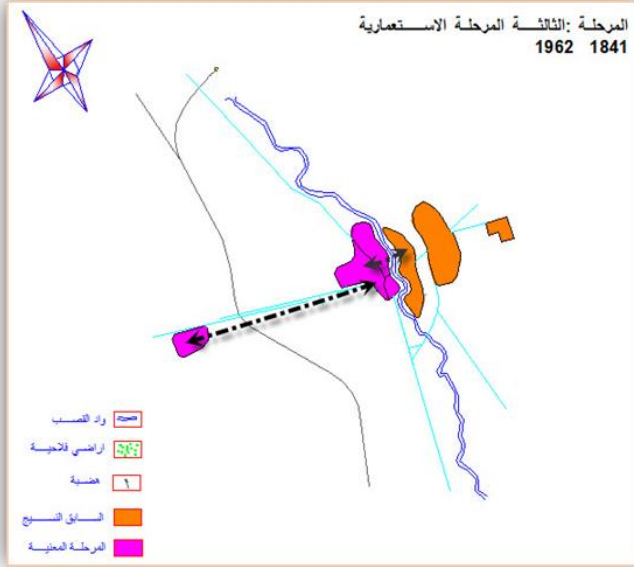 المرحلة :الثالثة المرحلة الاستعمارية
1841 1962
واد القصب
اراضي فلاحية
هضبة
السابق النسيج
المرحلة المعنية